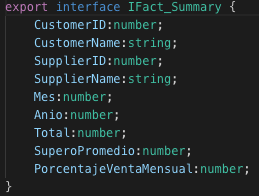 export interface IFact_Summary {
    CustomerID:number;
    CustomerName:string;
    SupplierID:number;
    SupplierName:string;
    Mes:number;
    Anio:number;
    Total:number;
    SuperoPromedio:number;
    PorcentajeVentaMensual:number;
}